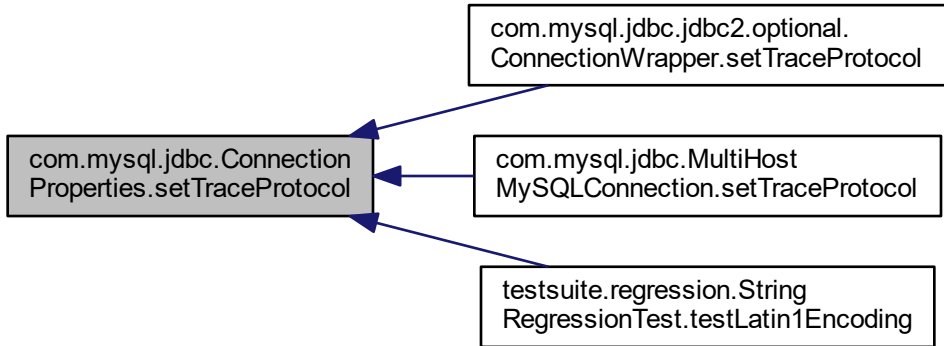 com.mysql.jdbc.jdbc2.optional.
ConnectionWrapper.setTraceProtocol
com.mysql.jdbc.Connection
Properties.setTraceProtocol
com.mysql.jdbc.MultiHost
MySQLConnection.setTraceProtocol
testsuite.regression.String
RegressionTest.testLatin1Encoding